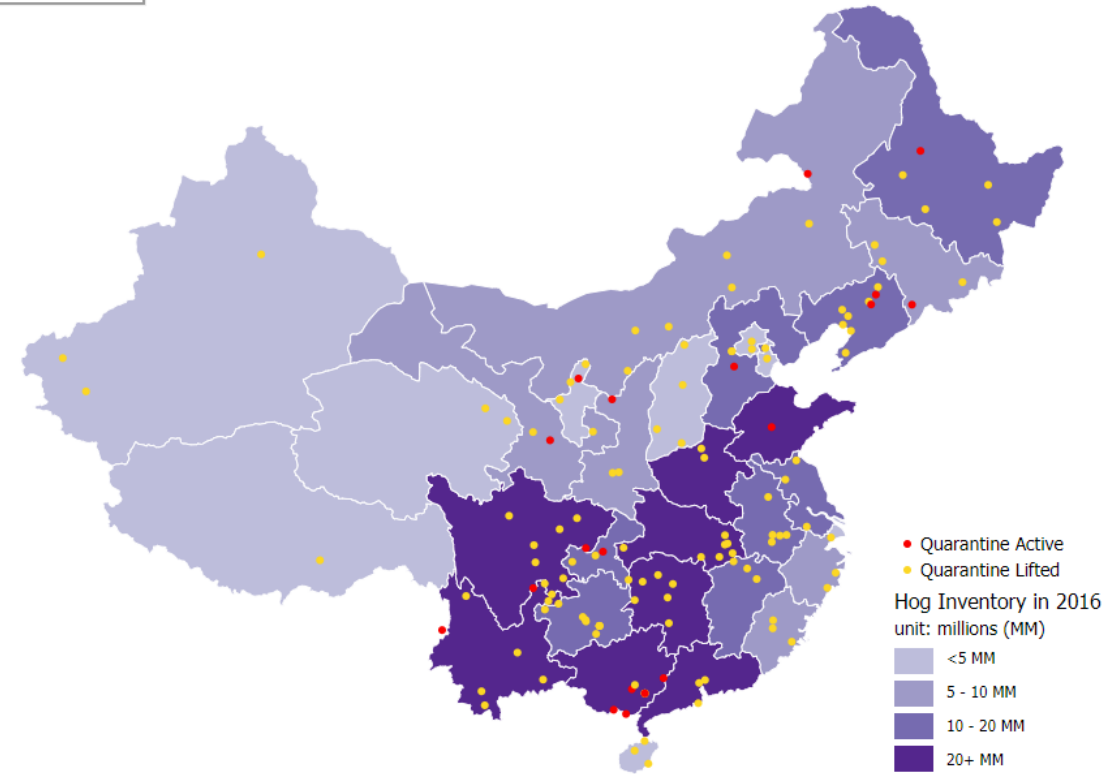 Quarantine Active
Quarantine Lifted
Hog Inventory in 2016
unit: millions (MM)
<5 MM
5 - 10 MM
10 - 20 MM
20+ MM